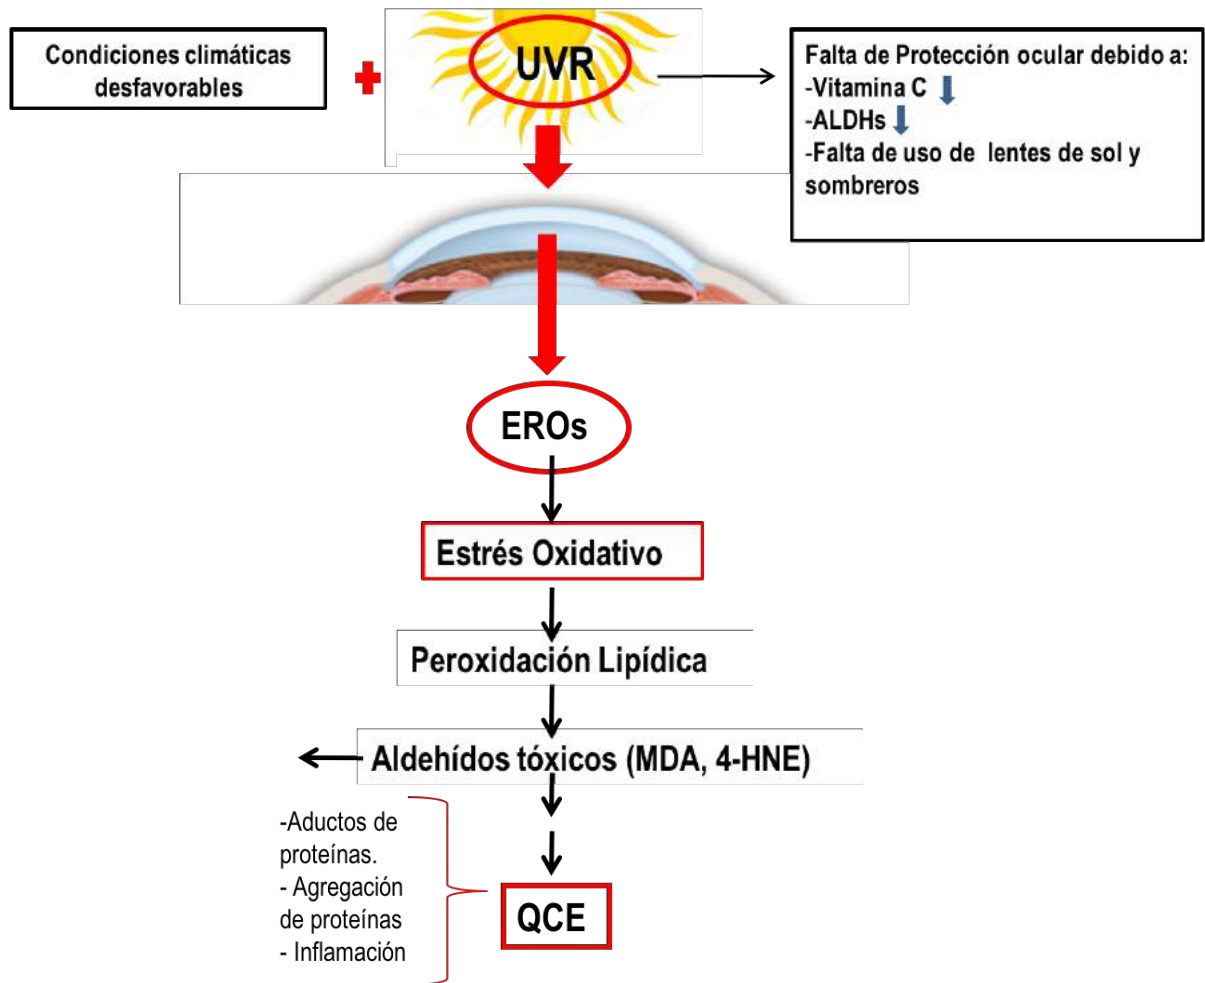 Condiciones climáticas
desfavorables
UVR
Falta de Protección ocular debido a:
-Vitamina C
-ALDHs
-Falta de uso de lentes de sol y
sombreros
EROs
Estrés Oxidativo
Peroxidación Lipídica
Aldehídos tóxicos (MDA, 4-HNE)
-Aductos de
proteínas.
- Agregación
de proteínas
- Inflamación
QCE